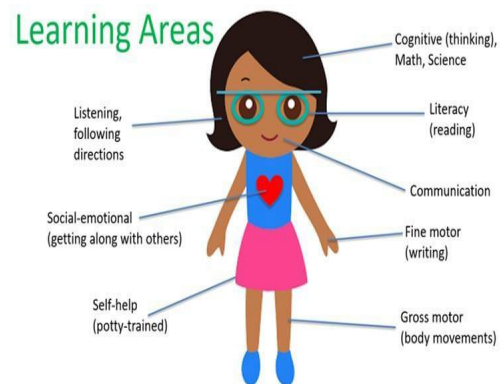 Learning Areas
Cognitive (thinking),
Math, Science
Listening,
following
directions
Literacy
(reading)
Communication
Social-emotional
(getting along with others)
Fine motor
(writing)
Self-help
(potty-trained)
Gross motor
(body movements)